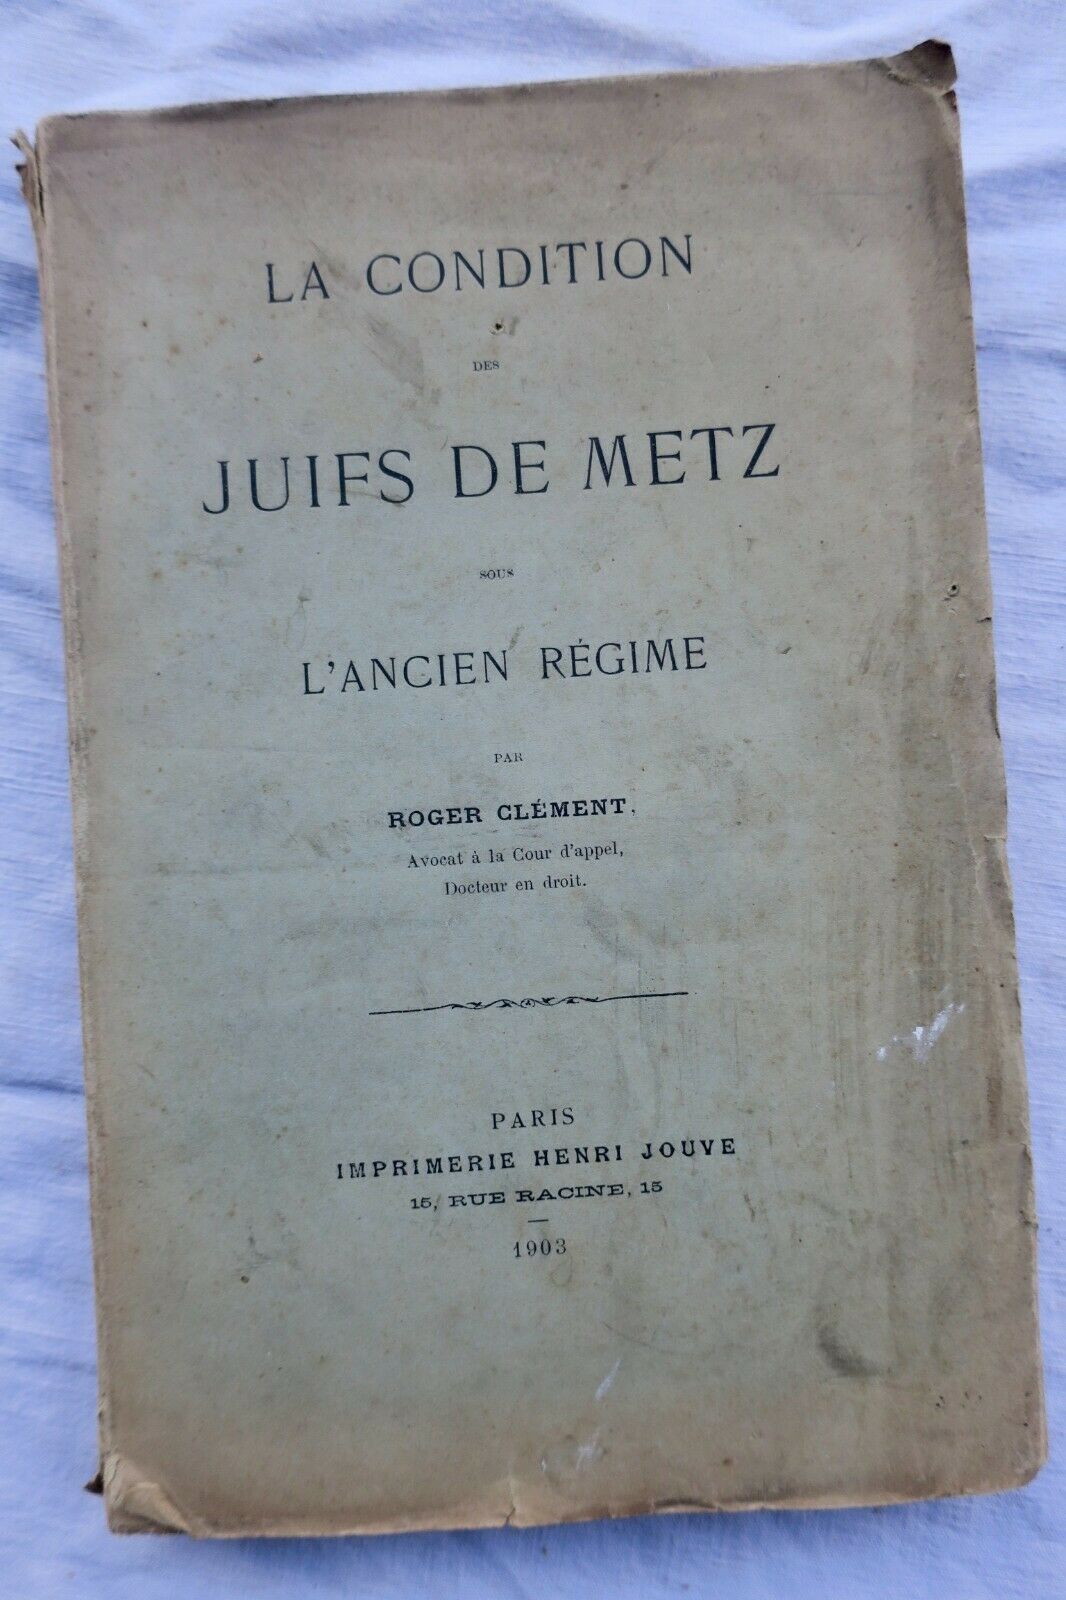 LA CONDITION
DES
JUIFS DE METZ
SOUS
L'ANCIEN RÉGIME
PAR
ROGER CLÉMENT,
Avocat à la Cour d'appel,
Docteur en droit.
PARIS
IMPRIMERIE HENRI JOUVE
15, RUE RACINE, 15
1903